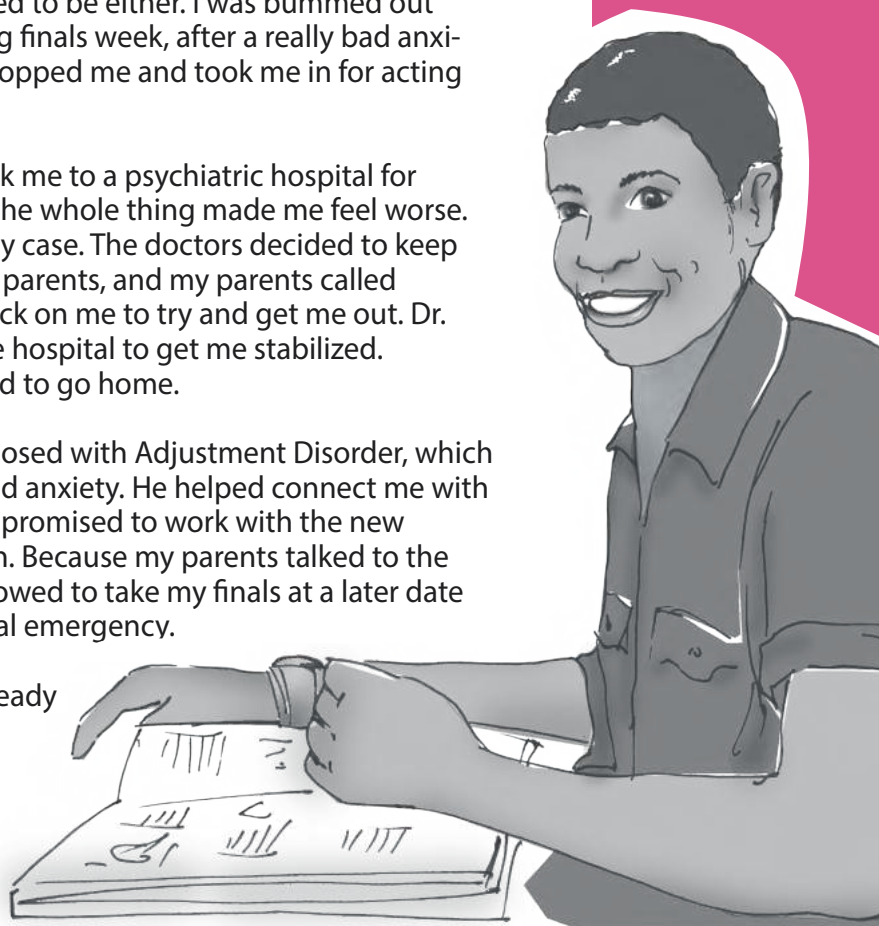 ed to be either. I was bummed out
g finals week, after a really bad anxi-
opped me and took me in for acting
k me to a psychiatric hospital for
he whole thing made me feel worse.
y case. The doctors decided to keep
parents, and my parents called
ck on me to try and get me out. Dr.
e hospital to get me stabilized.
d to go home.
osed with Adjustment Disorder, which
d anxiety. He helped connect me with
promised to work with the new
n. Because my parents talked to the
owed to take my finals at a later date
al emergency.
eady